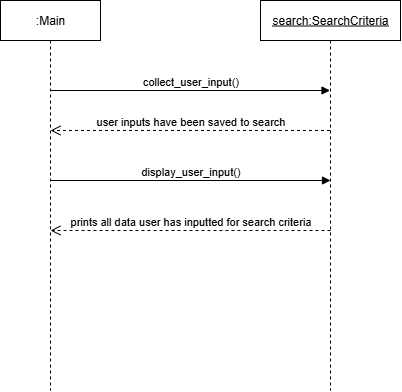 :Main
search:SearchCriteria
collect_user_input()
user inputs have been saved to search
display_user_input()
prints all data user has inputted for search criteria